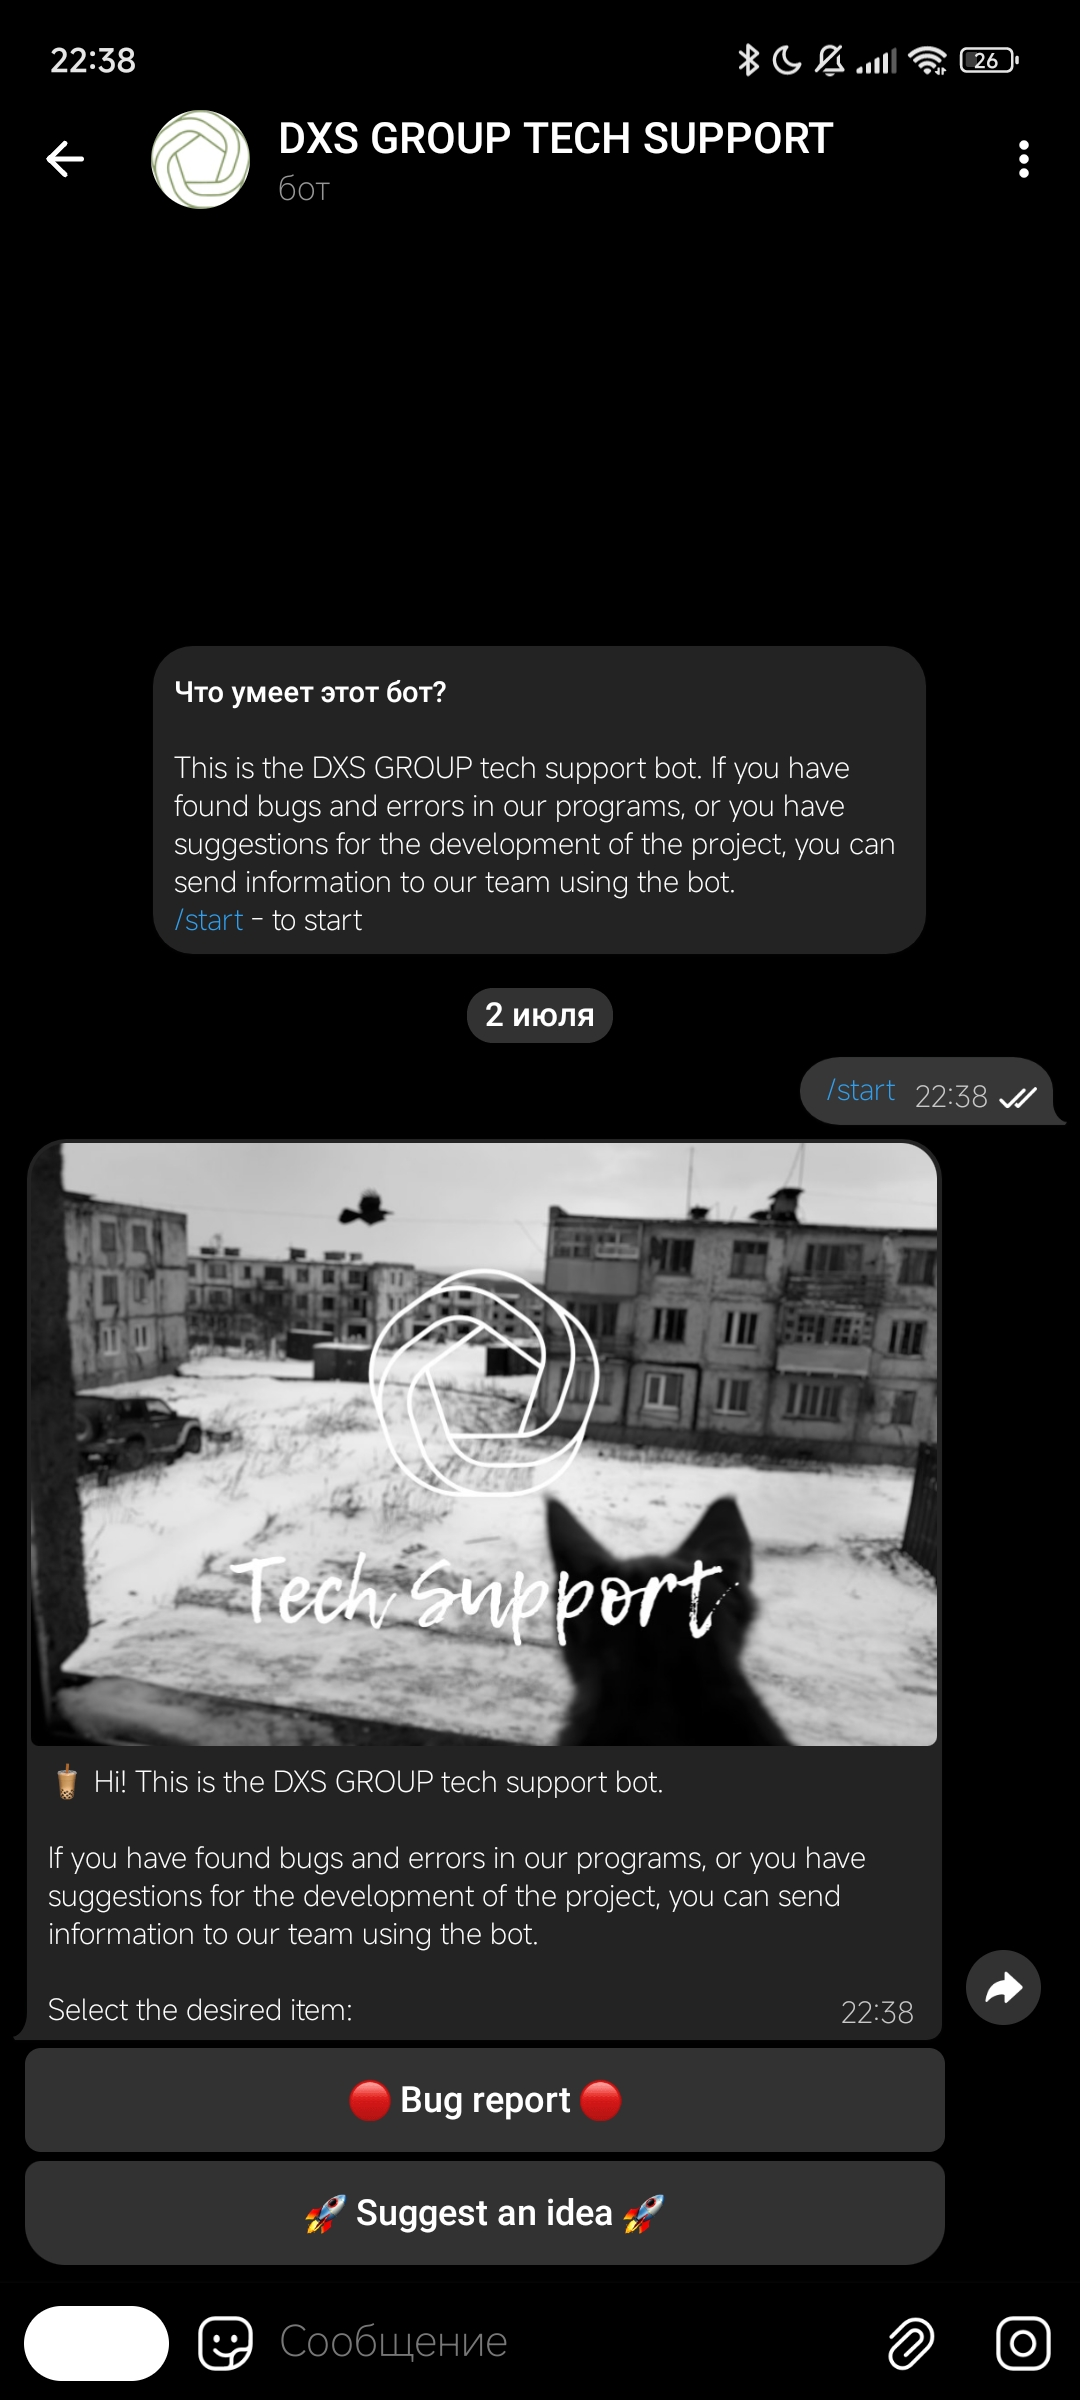 22:38
26
DXS GROUP TECH SUPPORT
бот
Что умеет этот бот?
This is the DXS GROUP tech support bot. If you have
found bugs and errors in our programs, or you have
suggestions for the development of the project, you can
send information to our team using the bot.
/start - to start
2 июля
/start 22:38
Tech Support
🧋 Hi! This is the DXS GROUP tech support bot.
If you have found bugs and errors in our programs, or you have
suggestions for the development of the project, you can send
information to our team using the bot.
Select the desired item:
22:38
🔴 Bug report 🔴
🚀 Suggest an idea 🚀
Сообщение